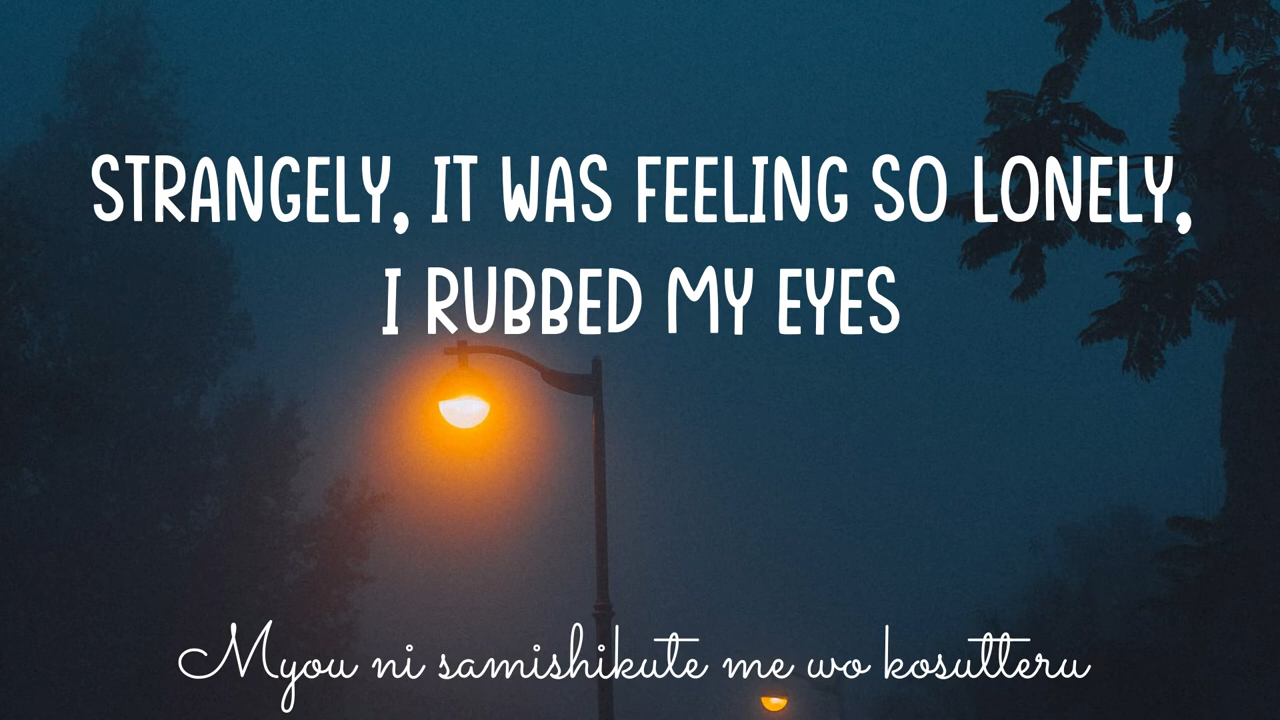 STRANGELY, IT WAS FEELING SO LONELY,
I RUBBED MY EYES
Myou ni samishikute me wo kosutteru